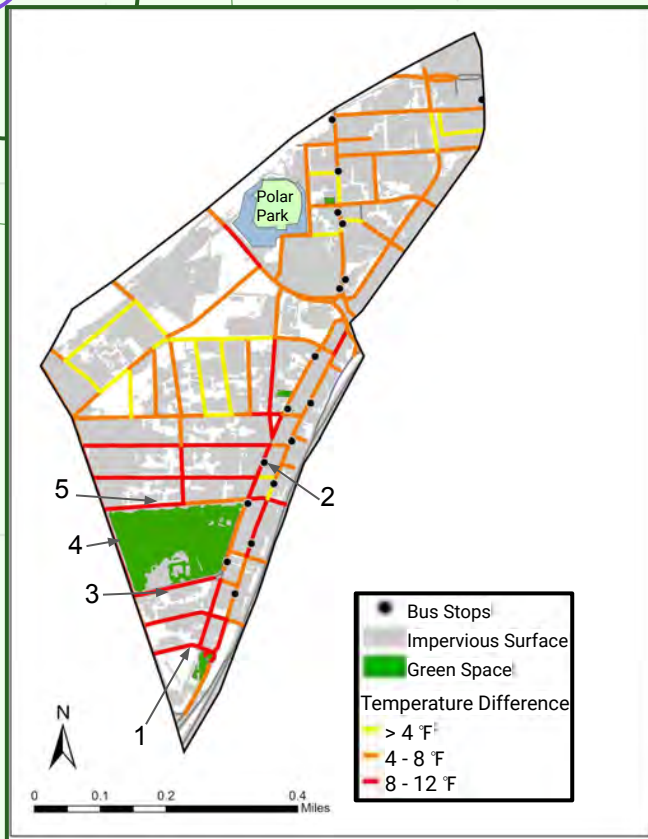 Polar
Park
5
2
4
3
1
Bus Stops
Impervious Surface
Green Space
Temperature Difference
> 4 °F
4 - 8 °F
8 - 12 °F
N
0 0.1 0.2 0.4
Miles